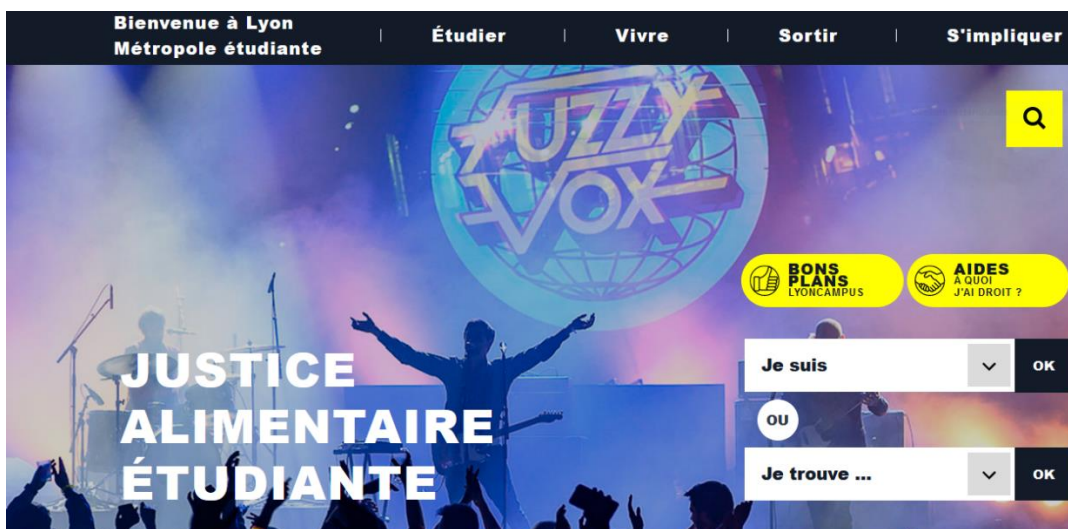 Bienvenue à Lyon
Métropole étudiante
Étudier
Vivre
Sortir
S'impliquer
FUZZY
VOX
BONS
PLANS
LYONCAMPUS
AIDES
A QUOI
J'AI DROIT ?
JUSTICE
ALIMENTAIRE
ÉTUDIANTE
Je suis
OK
OU
Je trouve ...
OK